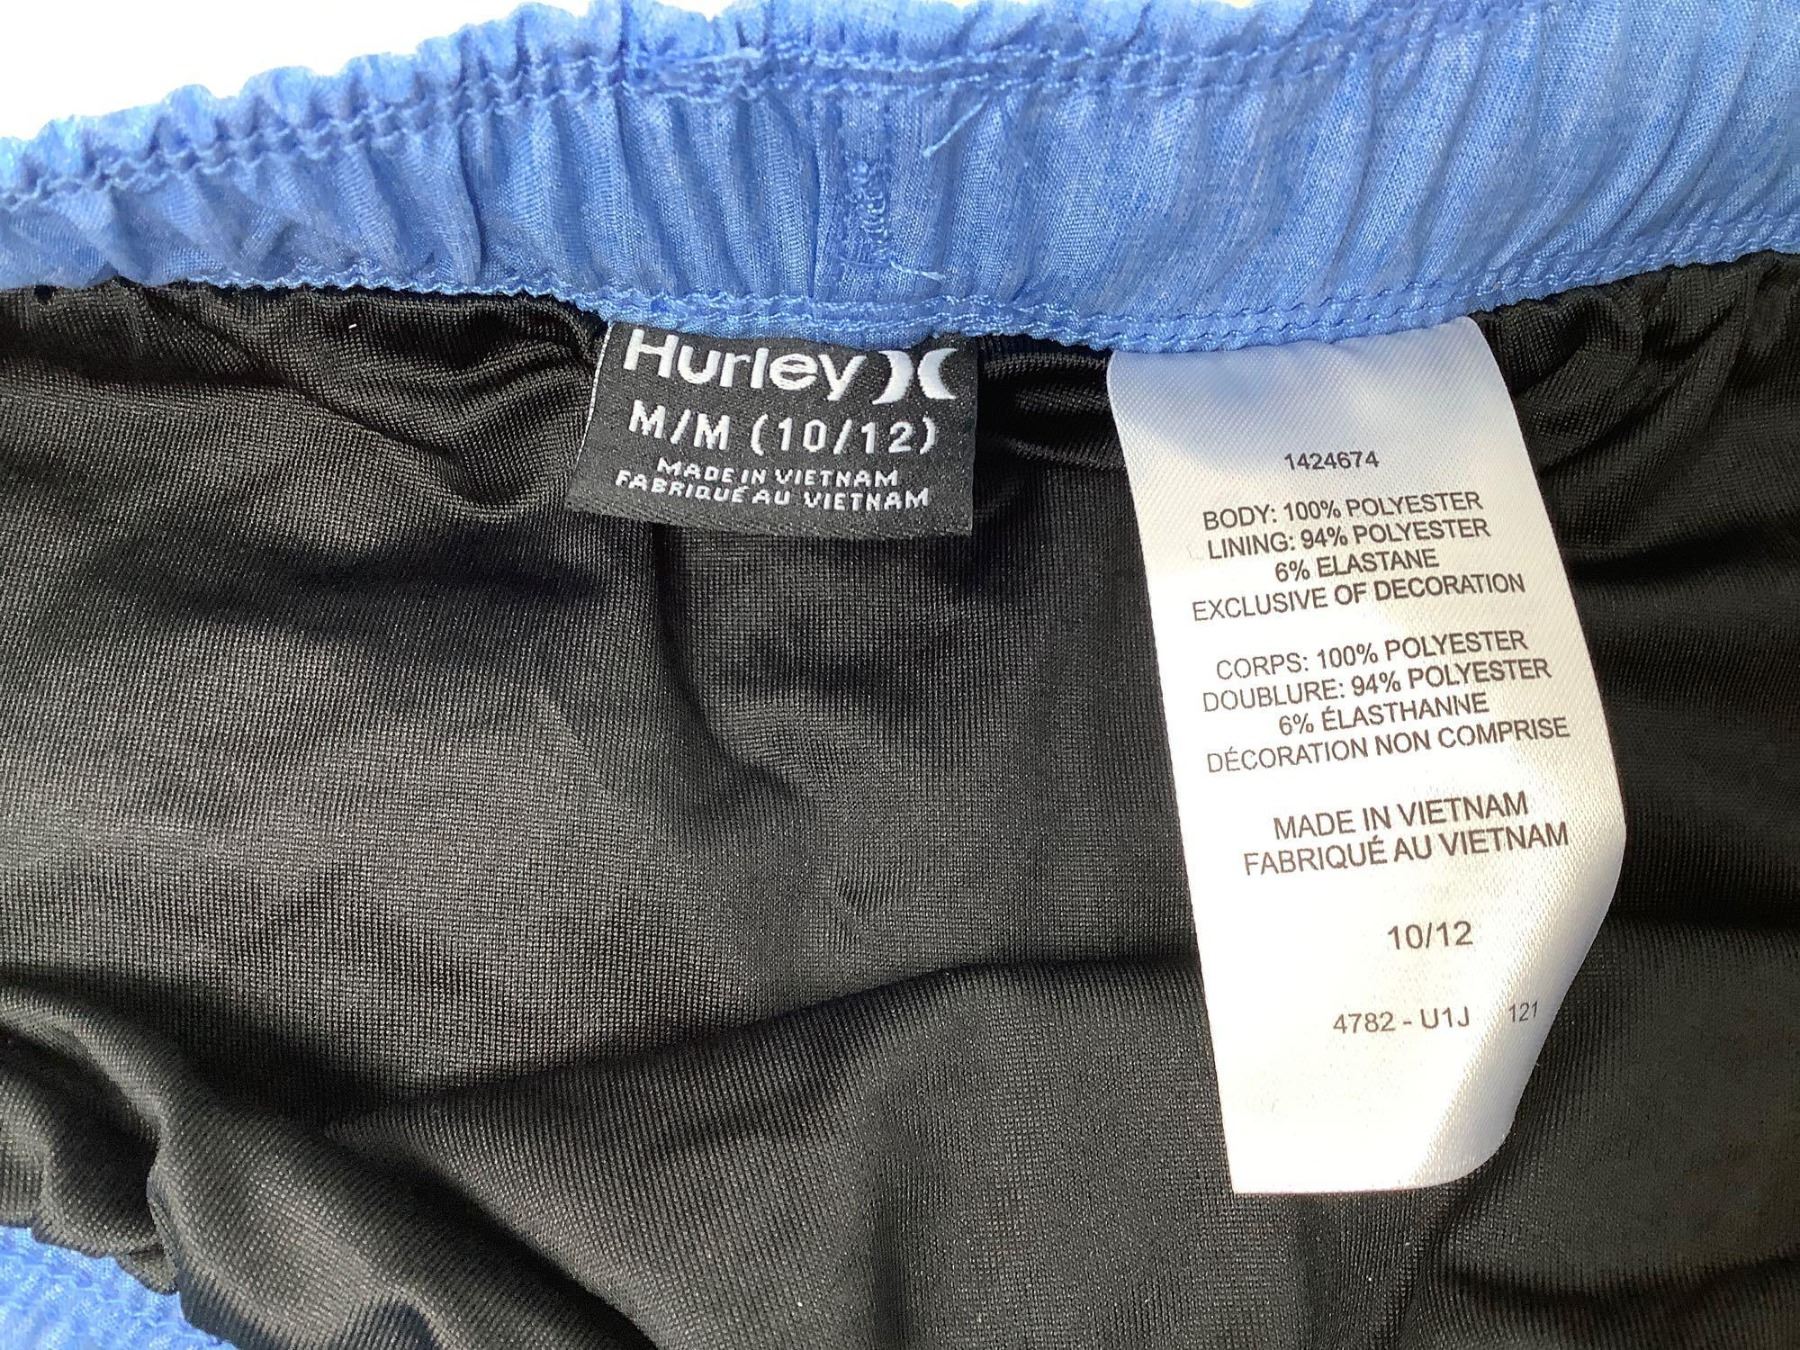 Hurley
M/M (10/12)
MADE IN VIETNAM
FABRIQUÉ AU VIETNAM
1424674
BODY: 100% POLYESTER
LINING: 94% POLYESTER
6% ELASTANE
EXCLUSIVE OF DECORATION
CORPS: 100% POLYESTER
DOUBLURE: 94% POLYESTER
6% ÉLASTHANNE
DÉCORATION NON COMPRISE
MADE IN VIETNAM
FABRIQUÉ AU VIETNAM
10/12
4782 - U1J 121